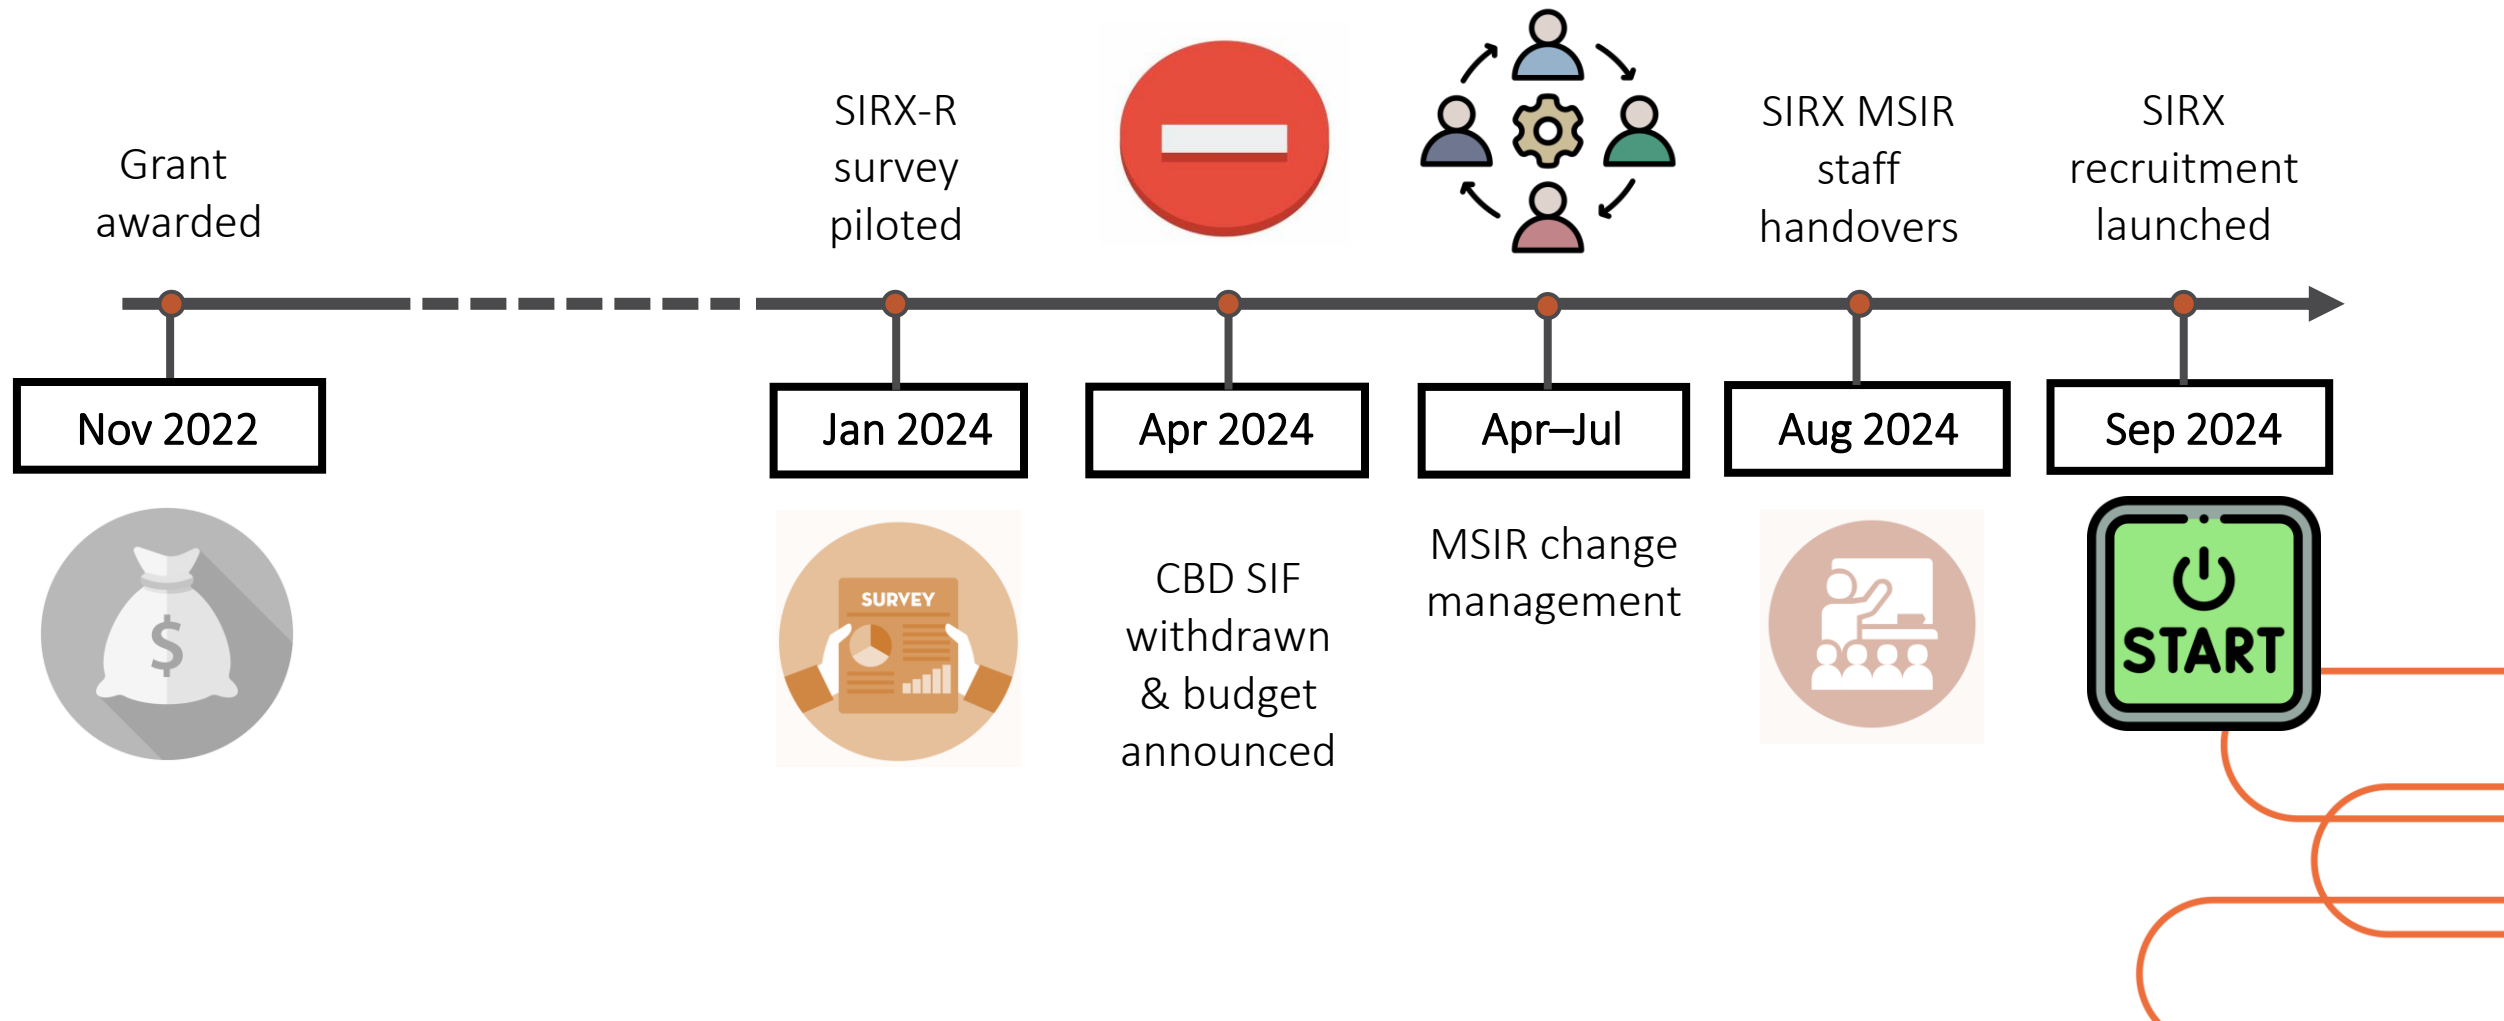 Grant
awarded
SIRX-R
survey
piloted
SIRX MSIR
staff
handovers
SIRX
recruitment
launched
Nov 2022
Jan 2024
Apr 2024
Apr–Jul
Aug 2024
Sep 2024
$
SURVEY
CBD SIF
withdrawn
& budget
announced
MSIR change
management
START